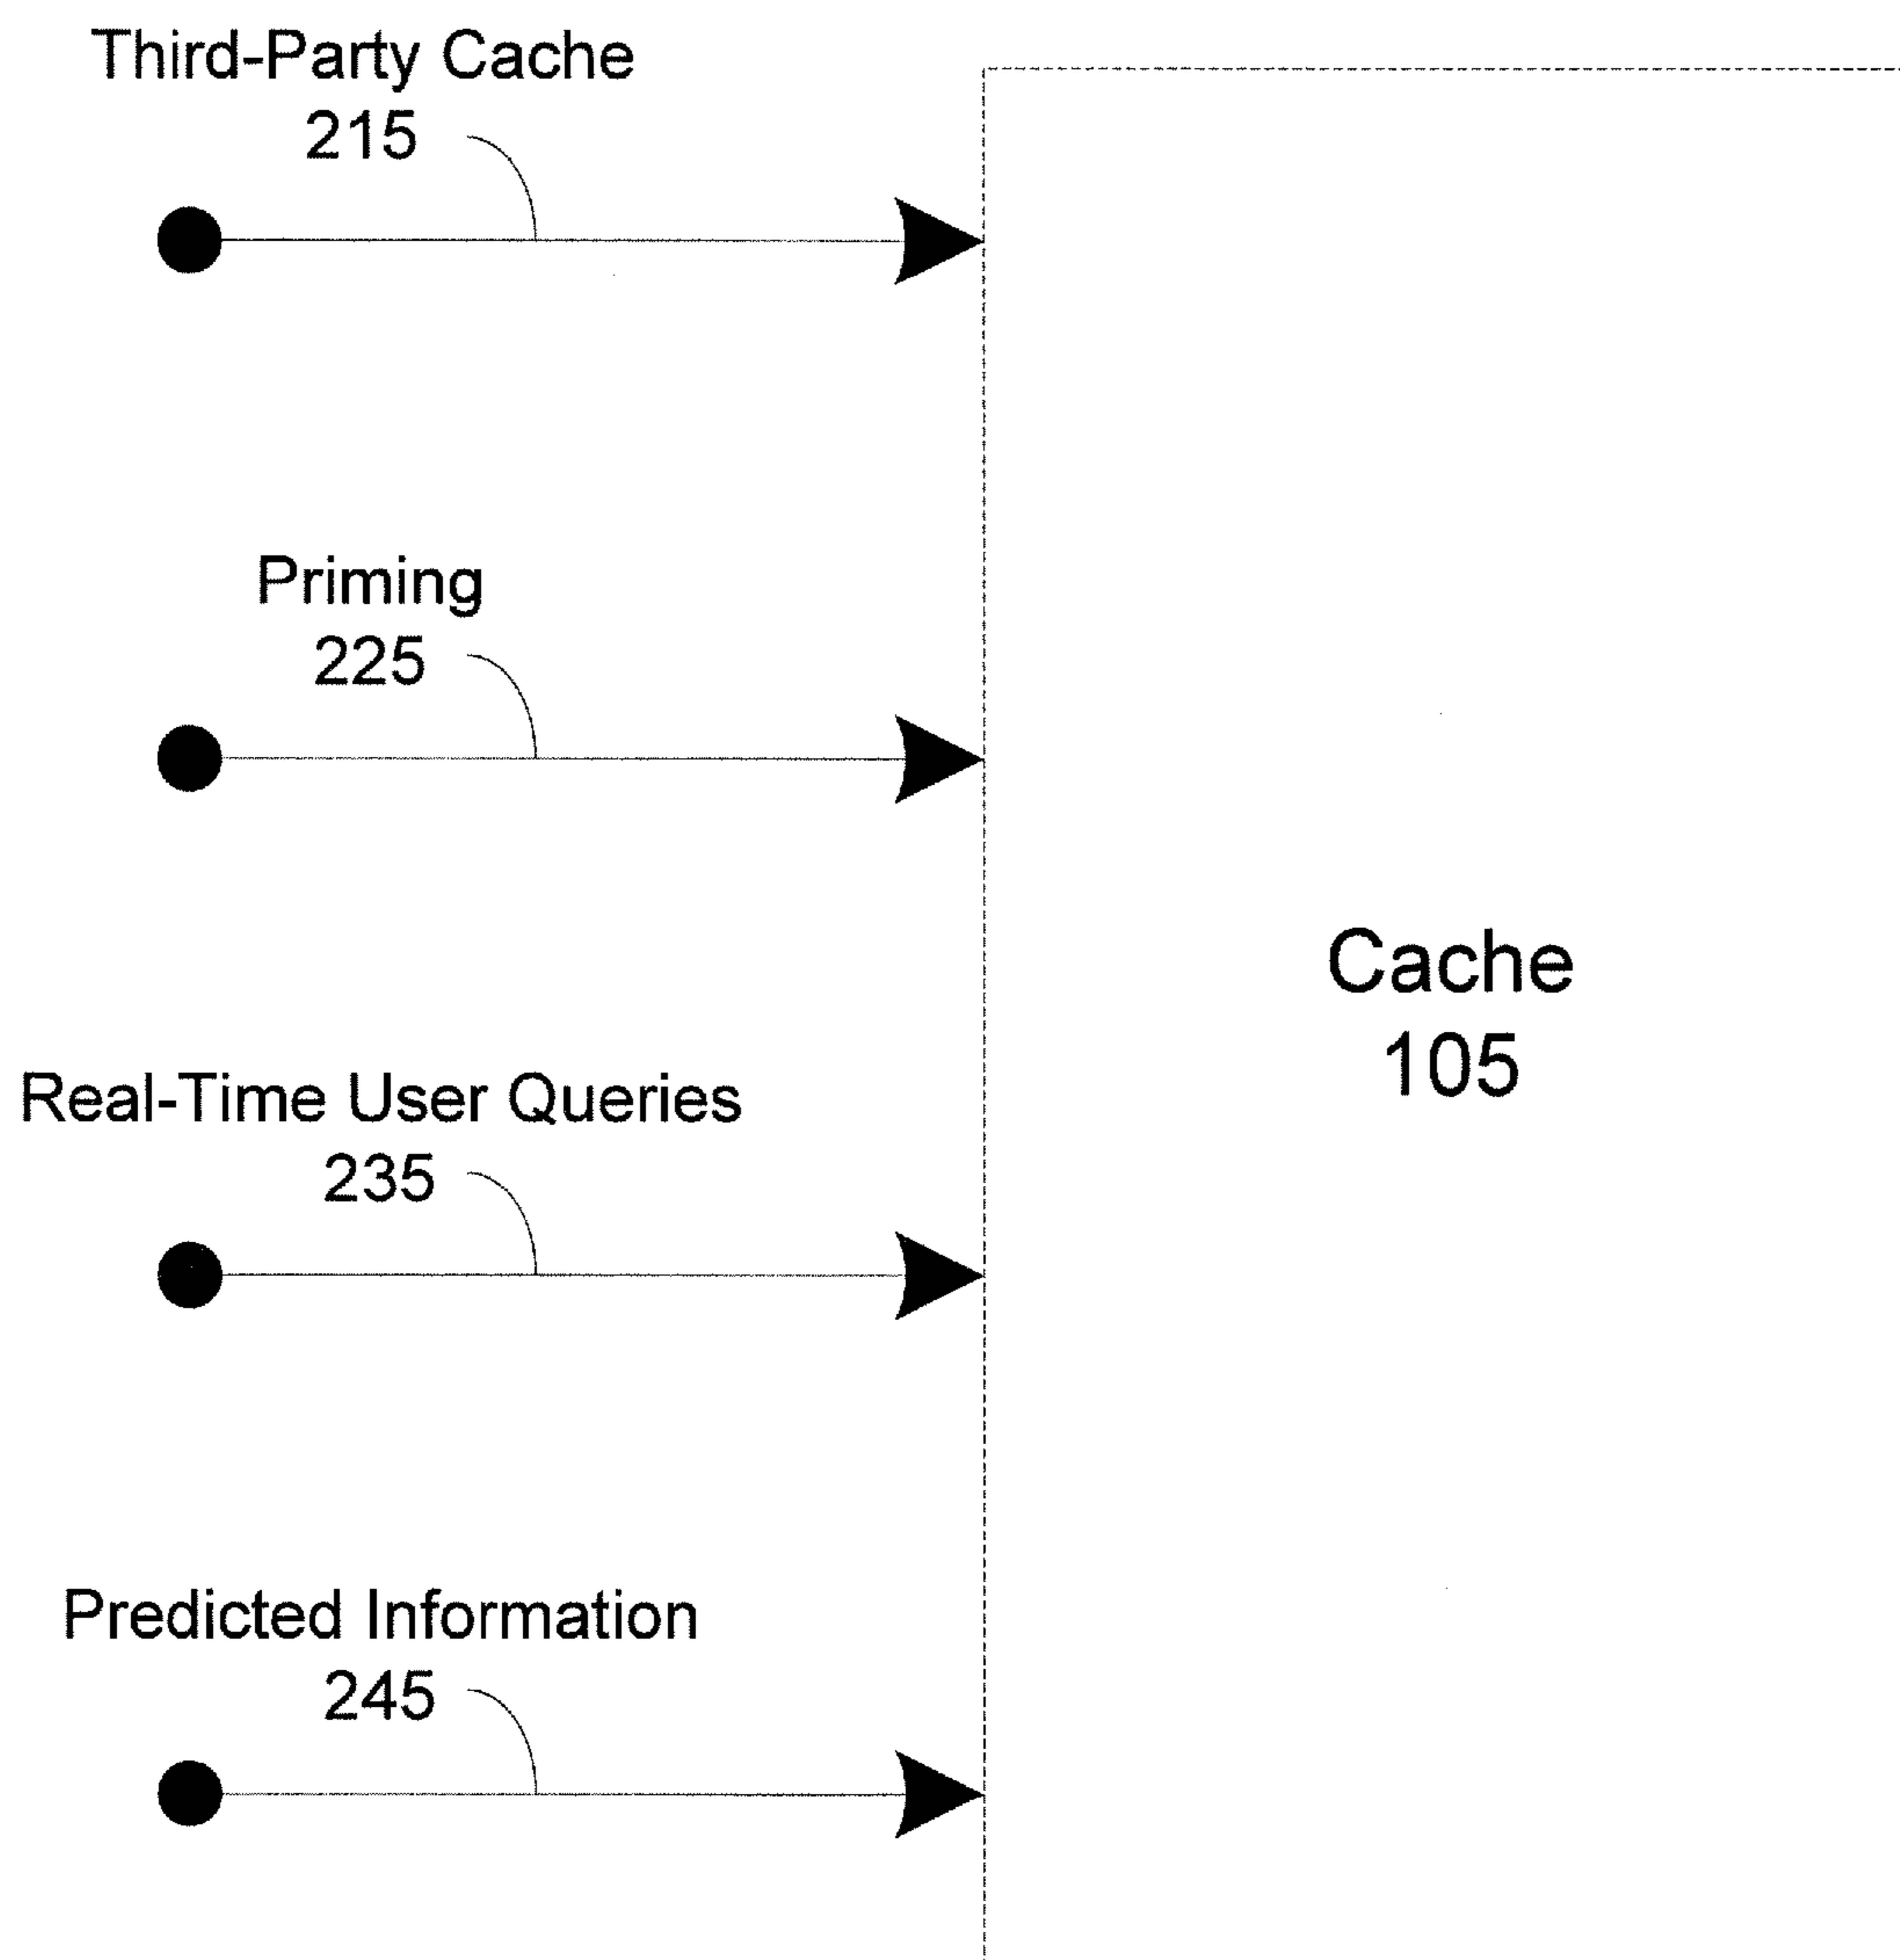 Third-Party Cache
215
Priming
225
Cache
105
Real-Time User Queries
235
Predicted Information
245